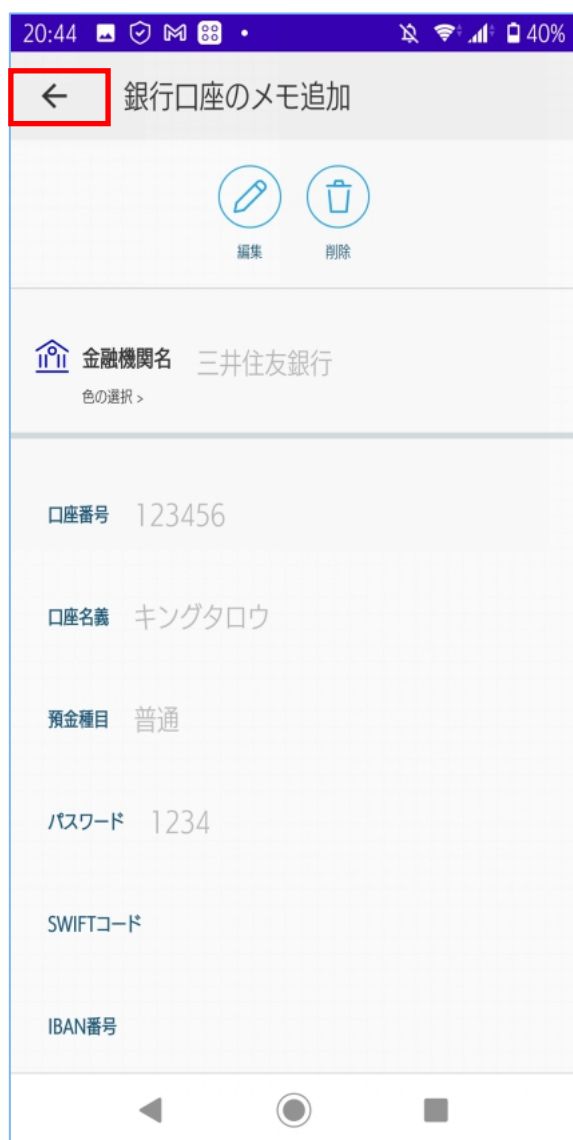 20:44 40%
銀行口座のメモ追加
編集 削除
金融機関名 三井住友銀行
色の選択 >
口座番号 123456
口座名義 キングタロウ
預金種目 普通
パスワード 1234
SWIFTコード
IBAN番号